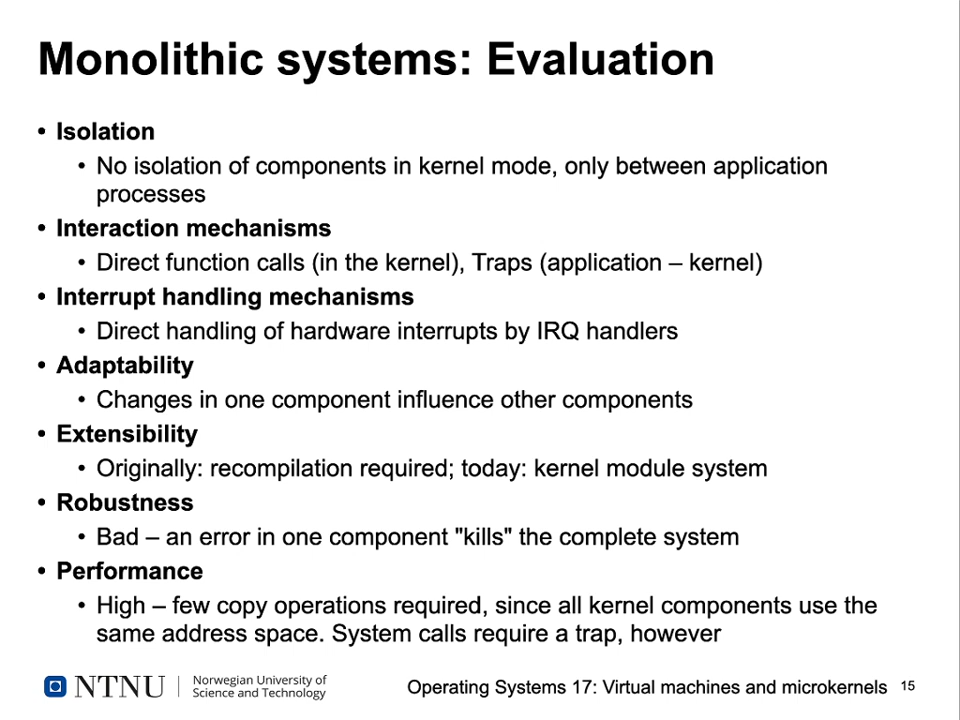 Monolithic systems: Evaluation
• Isolation
• No isolation of components in kernel mode, only between application
processes
• Interaction mechanisms
• Direct function calls (in the kernel), Traps (application – kernel)
• Interrupt handling mechanisms
• Direct handling of hardware interrupts by IRQ handlers
• Adaptability
• Changes in one component influence other components
• Extensibility
• Originally: recompilation required; today: kernel module system
• Robustness
• Bad – an error in one component "kills" the complete system
• Performance
• High – few copy operations required, since all kernel components use the
same address space. System calls require a trap, however
NTNU
Norwegian University of
Science and Technology
Operating Systems 17: Virtual machines and microkernels
15